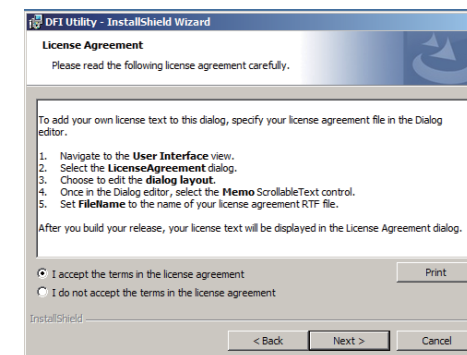 DFI Utility - InstallShield Wizard
License Agreement
Please read the following license agreement carefully.
To add your own license text to this dialog, specify your license agreement file in the Dialog
editor.
1. Navigate to the User Interface view.
2. Select the LicenseAgreement dialog.
3. Choose to edit the dialog layout.
4. Once in the Dialog editor, select the Memo ScrollableText control.
5. Set FileName to the name of your license agreement RTF file.
After you build your release, your license text will be displayed in the License Agreement dialog.
I accept the terms in the license agreement
Print
I do not accept the terms in the license agreement
InstallShield
< Back Next > Cancel